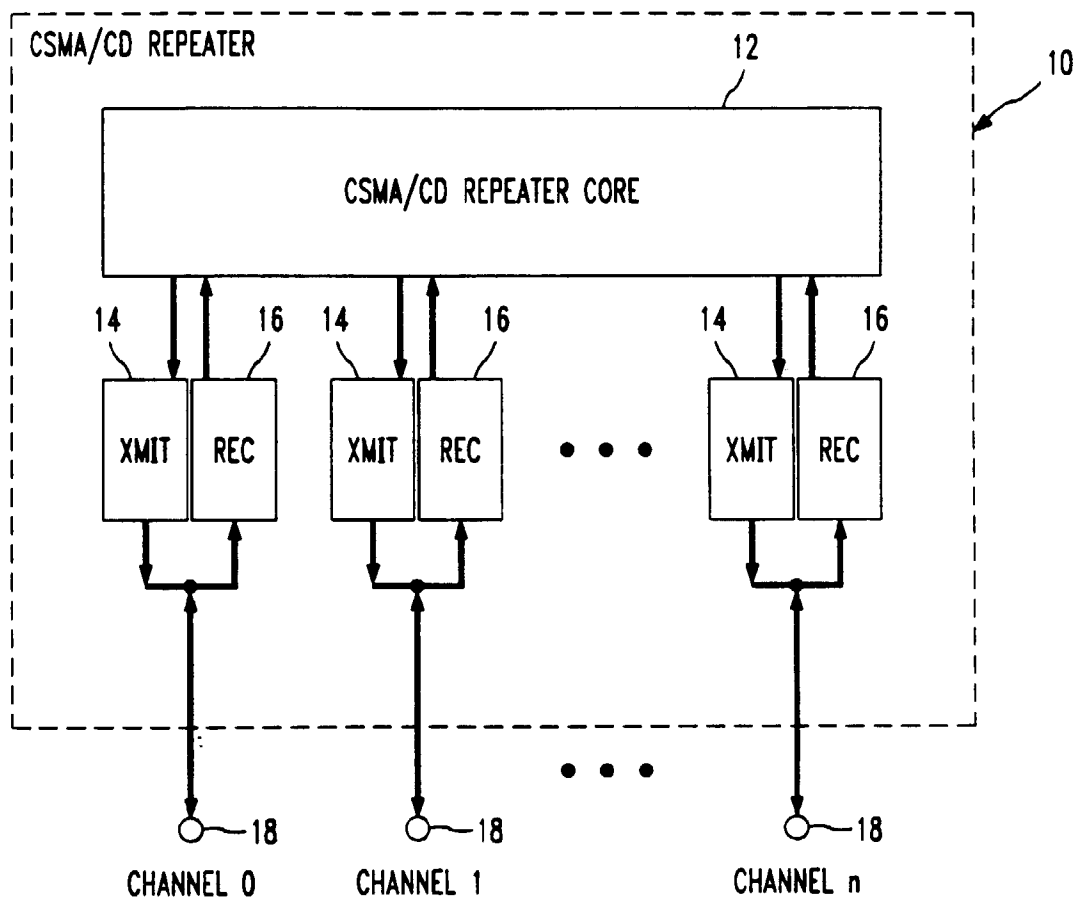 CSMA/CD REPEATER
12
10
CSMA/CD REPEATER CORE
14 16 14 16 14 16
XMIT REC XMIT REC XMIT REC
18 18 18
CHANNEL 0 CHANNEL 1 CHANNEL n